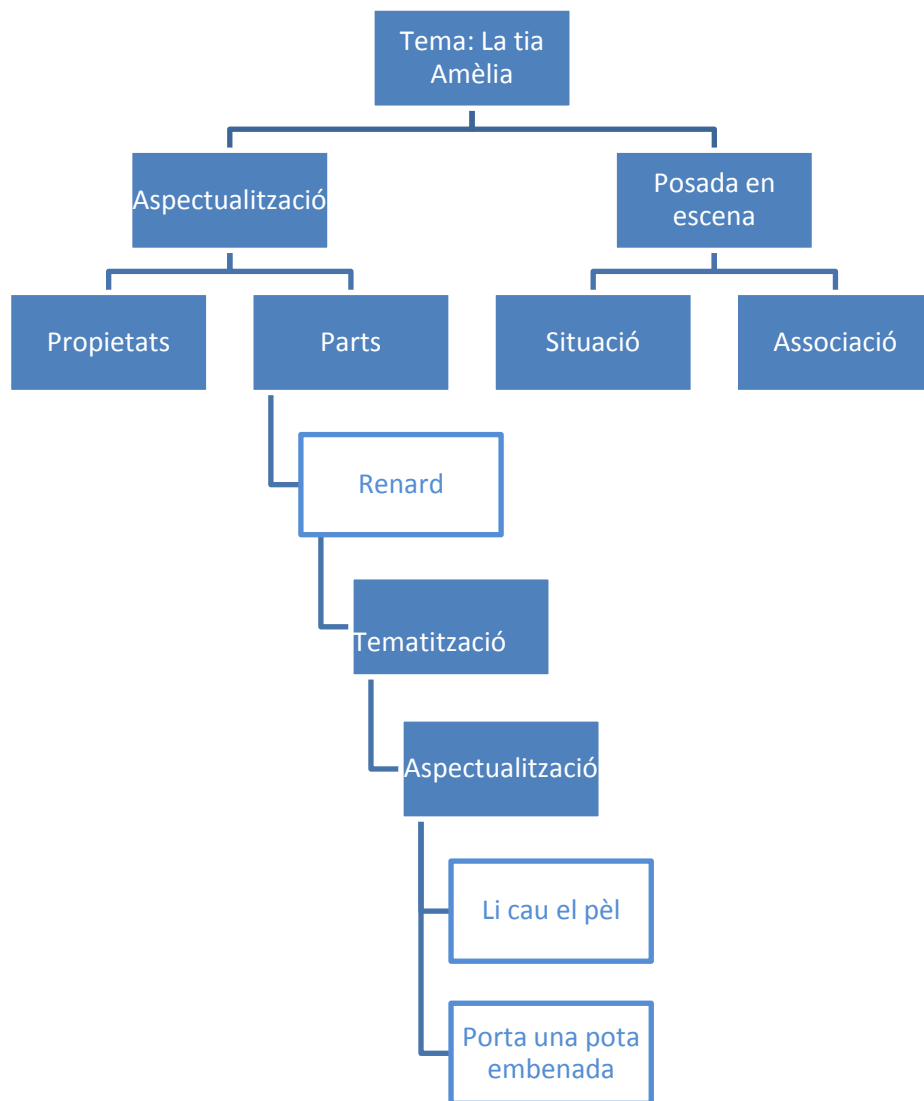 Tema: La tia
Amèlia
Aspectualització
Posada en
escena
Propietats
Parts
Situació
Associació
Renard
Tematització
Aspectualització
Li cau el pèl
Porta una pota
embenada